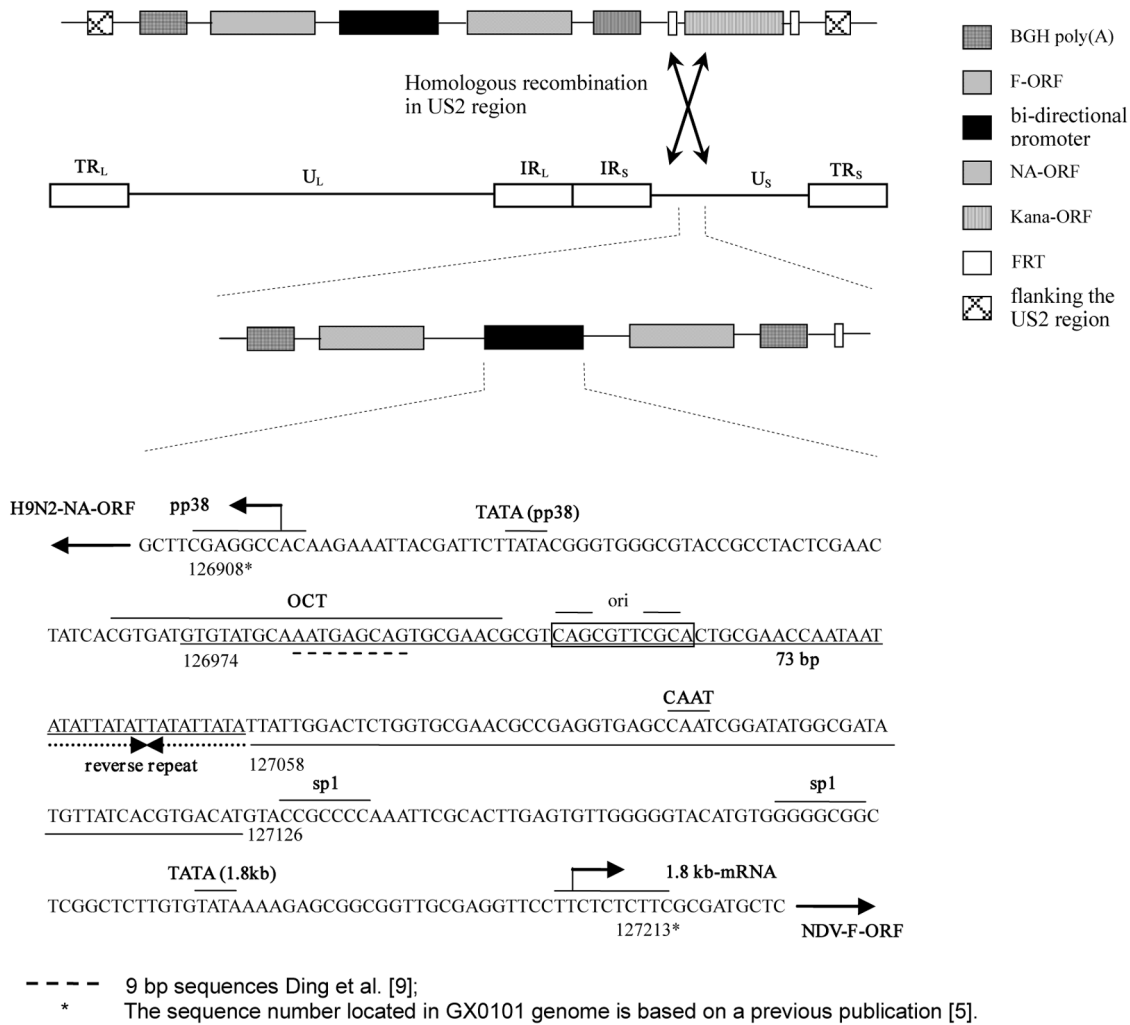 BGH poly(A)
F-ORF
bi-directional
promoter
NA-ORF
Kana-ORF
FRT
flanking the
US2 region
Homologous recombination
in US2 region
TRL UL IRL IRS US TRS
H9N2-NA-ORF pp38 TATA (pp38)
GCTTCGAGGCCACAAGAAATTACGATTCTTATACGGGTGGGCGTACCGCCTACTCGAAC
126908*
OCT ori
TATCACGTGATGTGTATGCAAATGAGCAGTGCGAACGCGTCAGCGTTCGCACTGCGAACCAATAAT
126974 73 bp
CAAT
ATATTATATTATATTATATTATTGGACTCTGGTGCGAACGCCGAGGTGAGCCAATCGGATATGGCGATA
reverse repeat 127058
sp1 sp1
TGTTATCACGTGACATGTACCGCCCCAAATTCGCACTTGAGTGTTGGGGGTACATGTGGGGGCGGC
127126
TATA (1.8kb) 1.8 kb-mRNA
TCGGCTCTTGTGTATAAAAGAGCGGCGGTTGCGAGGTTCCTTCTCTCTTCGCGATGCTC
127213* NDV-F-ORF
9 bp sequences Ding et al. [9];
* The sequence number located in GX0101 genome is based on a previous publication [5].